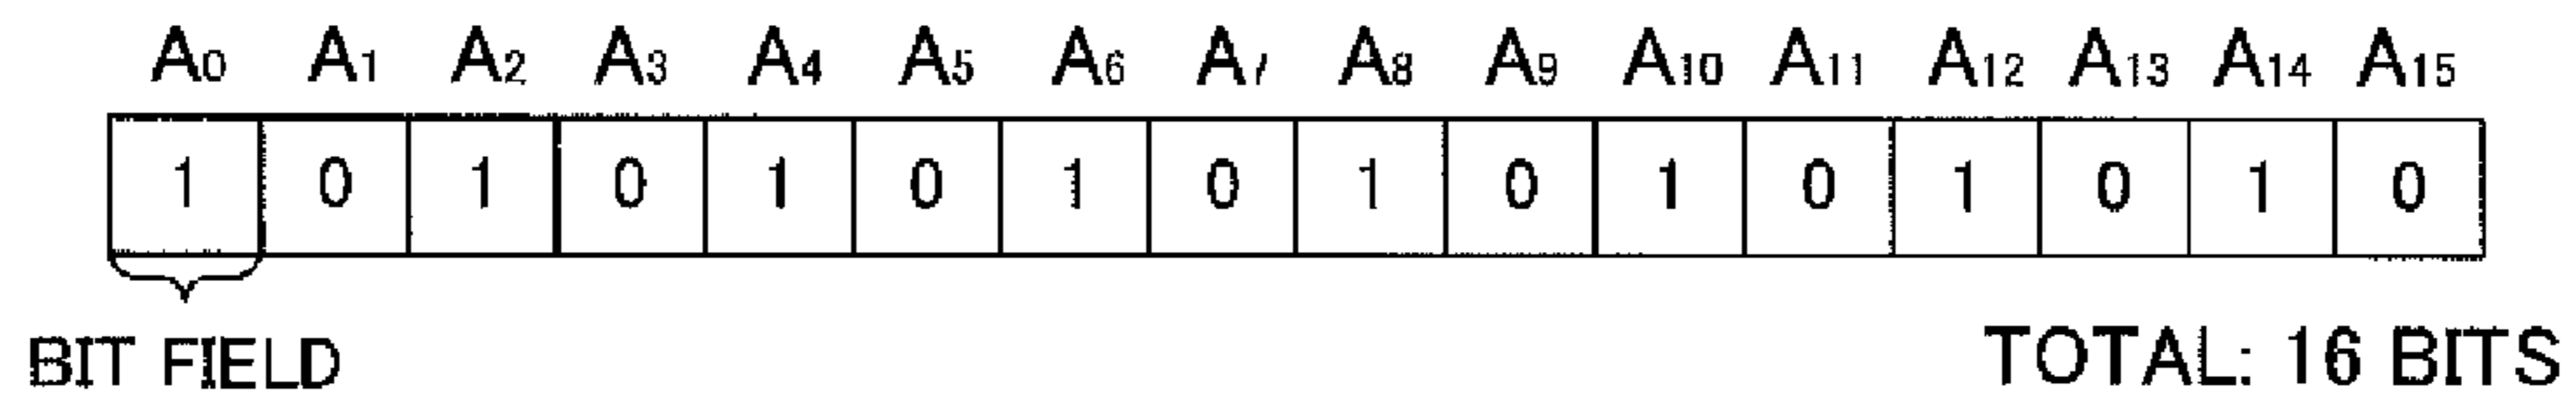 A0 A1 A2 A3 A4 A5 A6 A7 A8 A9 A10 A11 A12 A13 A14 A15
1 0 1 0 1 0 1 0 1 0 1 0 1 0 1 0
BIT FIELD TOTAL: 16 BITS